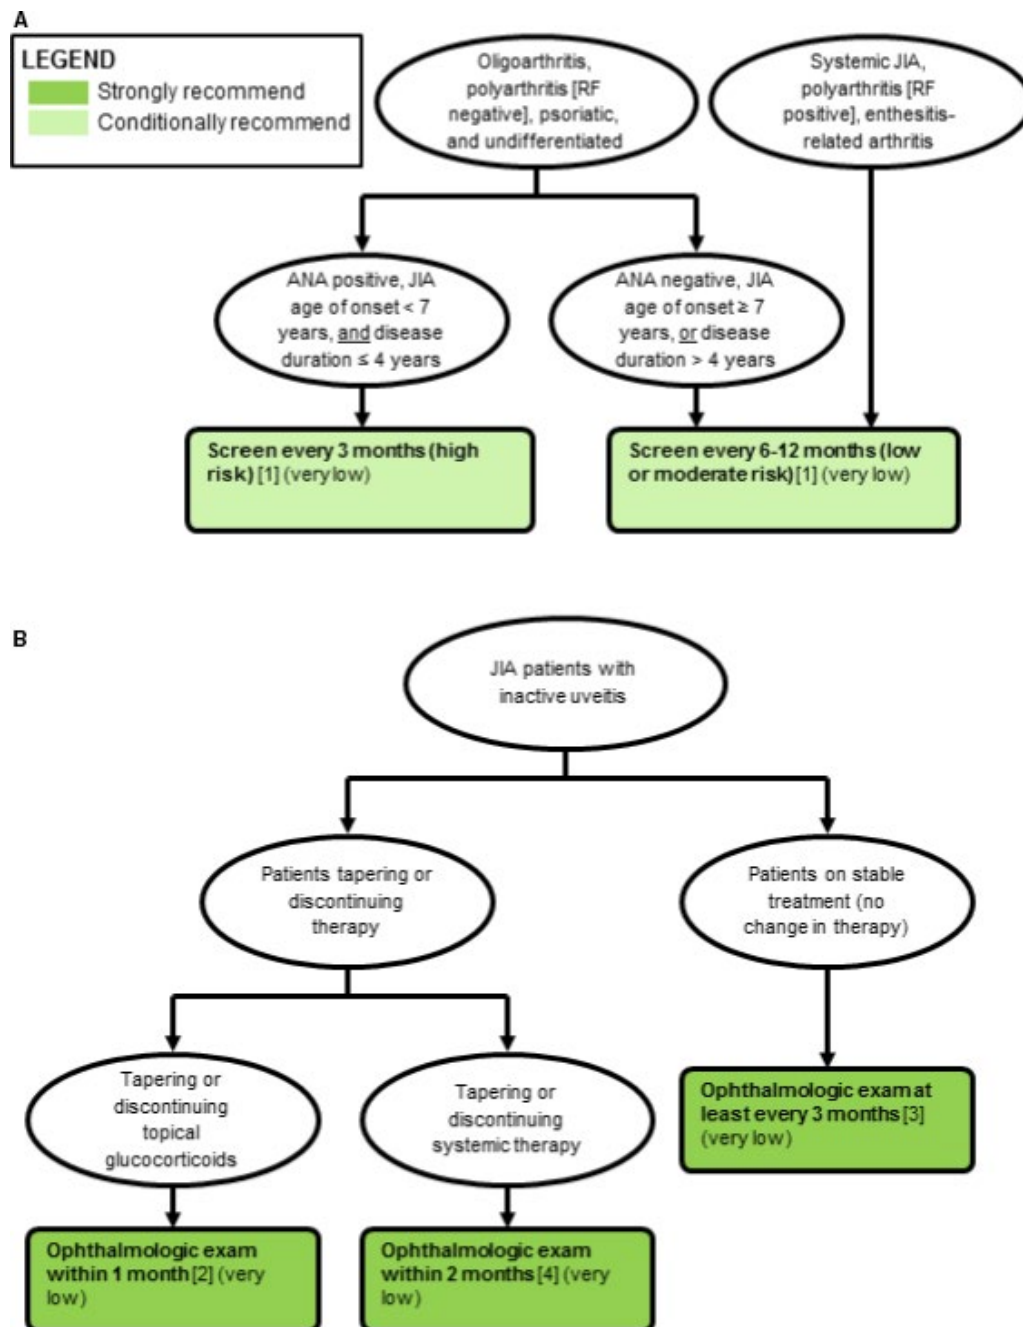 A
LEGEND
Strongly recommend
Conditionally recommend
Oligoarthritis,
polyarthritis [RF
negative], psoriatic,
and undifferentiated
Systemic JIA,
polyarthritis [RF
positive], enthesitis-
related arthritis
ANA positive, JIA
age of onset < 7
years, and disease
duration ≤ 4 years
ANA negative, JIA
age of onset ≥ 7
years, or disease
duration > 4 years
Screen every 3 months (high
risk) [1] (very low)
Screen every 6-12 months (low
or moderate risk) [1] (very low)
B
JIA patients with
inactive uveitis
Patients tapering or
discontinuing
therapy
Patients on stable
treatment (no
change in therapy)
Tapering or
discontinuing
topical
glucocorticoids
Tapering or
discontinuing
systemic therapy
Ophthalmologic exam at
least every 3 months [3]
(very low)
Ophthalmologic exam
within 1 month [2] (very
low)
Ophthalmologic exam
within 2 months [4] (very
low)